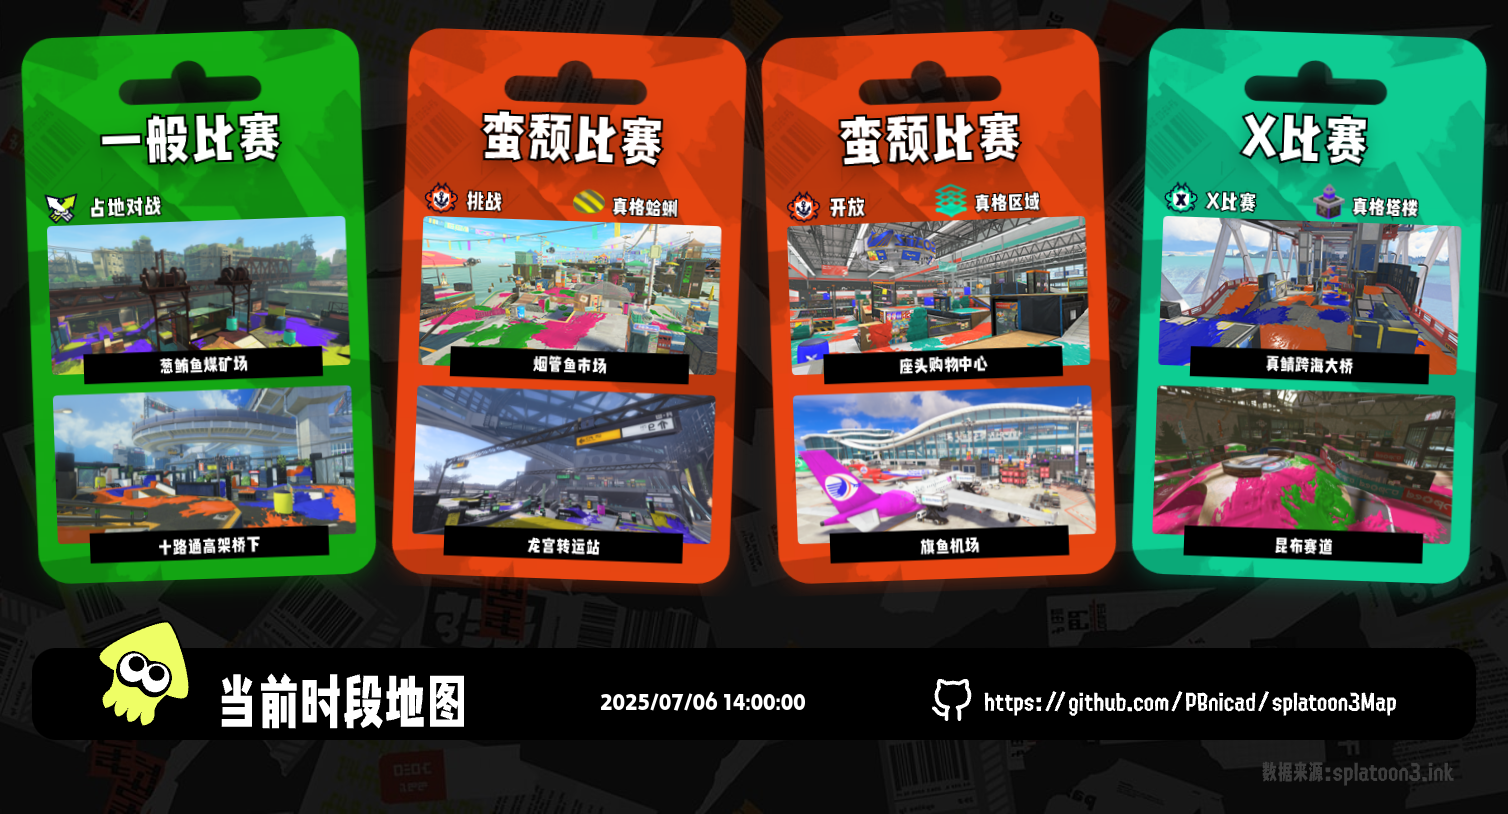 一般比赛
占地对战
葱鲔鱼煤矿场
十路通高架桥下
蛮颓比赛
挑战
真格蛤蜊
烟管鱼市场
龙宫转运站
蛮颓比赛
开放
真格区域
座头购物中心
旗鱼机场
X比赛
X比赛
真格塔楼
真鲭跨海大桥
昆布赛道
当前时段地图
2025/07/06 14:00:00
https://github.com/PBnicad/splatoon3Map
数据来源:splatoon3.ink